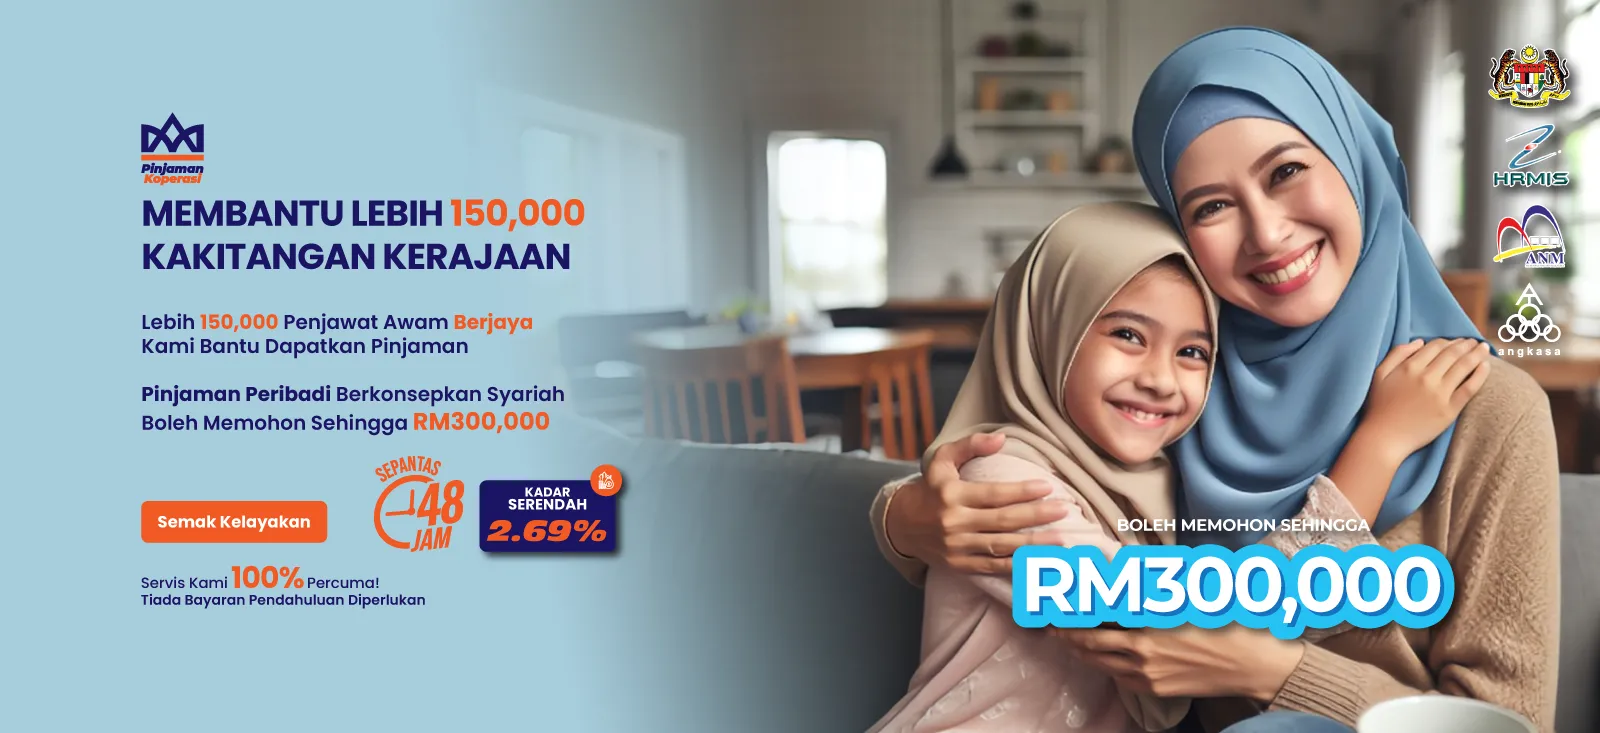 Pinjaman
Koperasi
MEMBANTU LEBIH 150,000
KAKITANGAN KERAJAAN
Lebih 150,000 Penjawat Awam Berjaya
Kami Bantu Dapatkan Pinjaman
Pinjaman Peribadi Berkonsepkan Syariah
Boleh Memohon Sehingga RM300,000
Semak Kelayakan
SEPANTAS
48
JAM
KADAR
SERENDAH
2.69%
Servis Kami 100% Percuma!
Tiada Bayaran Pendahuluan Diperlukan
BOLEH MEMOHON SEHINGGA
RM300,000
HRMIS
ANM
angkasa